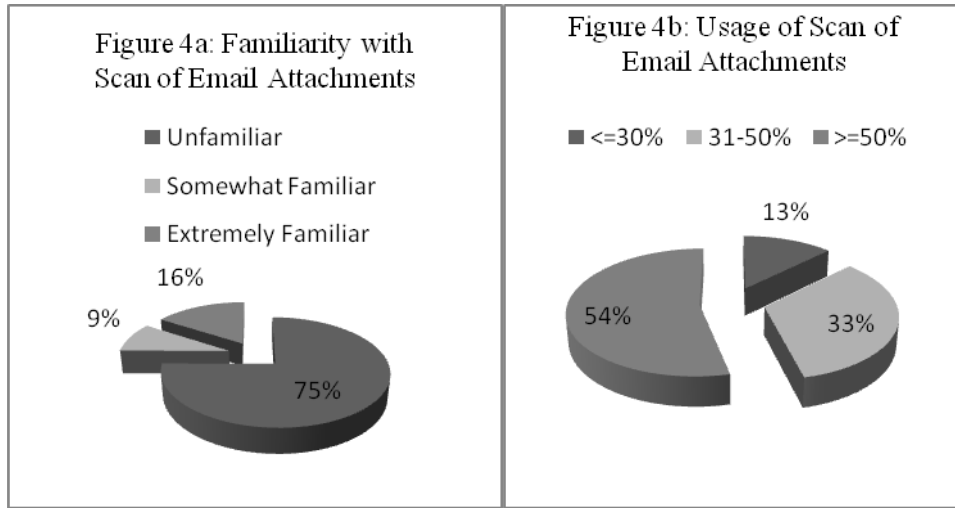 Figure 4a: Familiarity with
Scan of Email Attachments
Unfamiliar
Somewhat Familiar
Extremely Familiar
16%
9%
75%
Figure 4b: Usage of Scan of
Email Attachments
<=30% 31-50% >=50%
13%
54%
33%